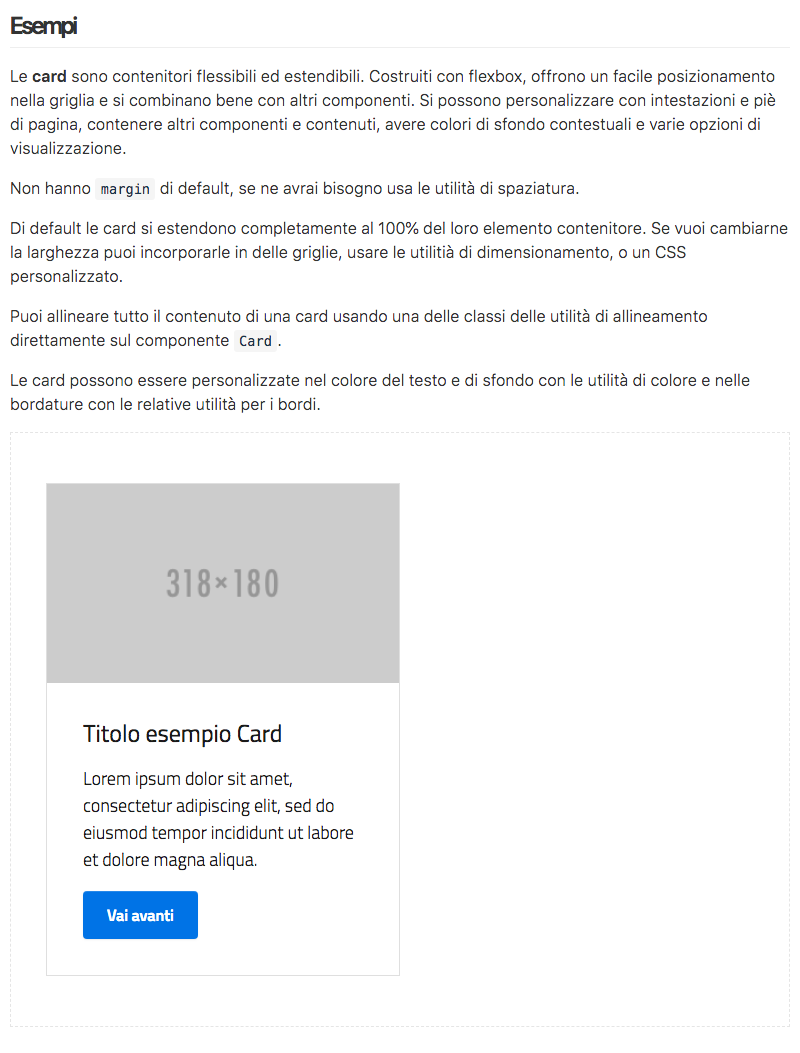 Esempi
Le card sono contenitori flessibili ed estendibili. Costruiti con flexbox, offrono un facile posizionamento
nella griglia e si combinano bene con altri componenti. Si possono personalizzare con intestazioni e piè
di pagina, contenere altri componenti e contenuti, avere colori di sfondo contestuali e varie opzioni di
visualizzazione.
Non hanno margin di default, se ne avrai bisogno usa le utilità di spaziatura.
Di default le card si estendono completamente al 100% del loro elemento contenitore. Se vuoi cambiarne
la larghezza puoi incorporarle in delle griglie, usare le utilitià di dimensionamento, o un CSS
personalizzato.
Puoi allineare tutto il contenuto di una card usando una delle classi delle utilità di allineamento
direttamente sul componente Card.
Le card possono essere personalizzate nel colore del testo e di sfondo con le utilità di colore e nelle
bordature con le relative utilità per i bordi.
318×180
Titolo esempio Card
Lorem ipsum dolor sit amet,
consectetur adipiscing elit, sed do
eiusmod tempor incididunt ut labore
et dolore magna aliqua.
Vai avanti